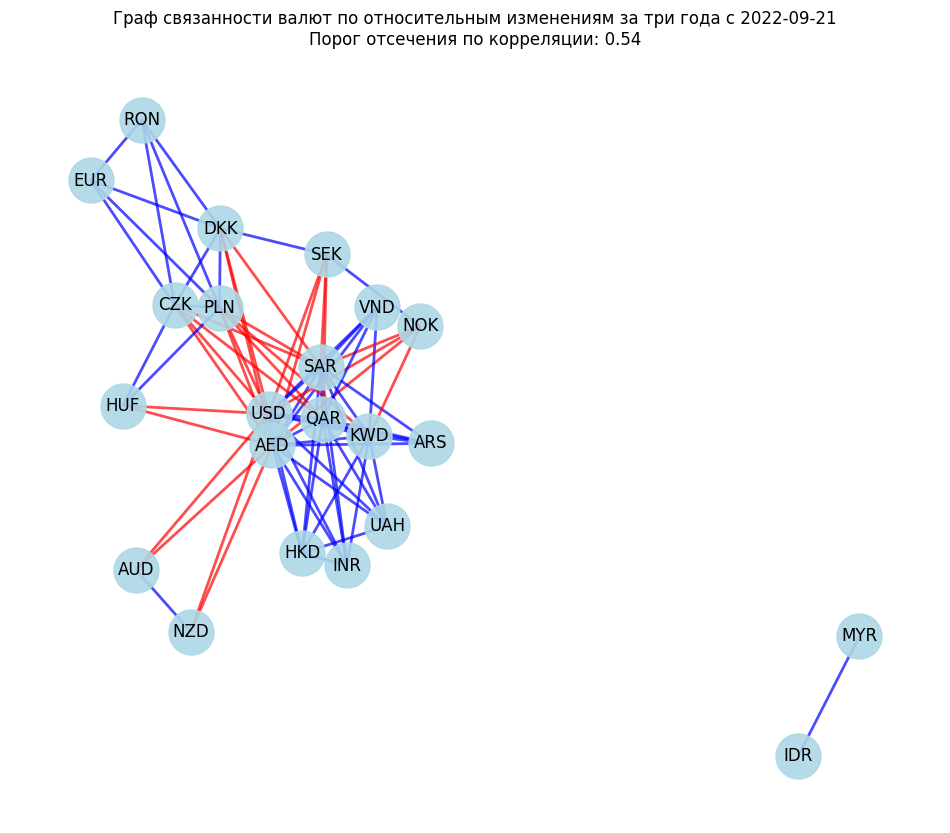 Граф связанности валют по относительным изменениям за три года с 2022-09-21
Порог отсечения по корреляции: 0.54
RON
EUR
DKK
SEK
CZK
PLN
VND
NOK
SAR
HUF
USD
QAR
KWD
ARS
AED
UAH
HKD
INR
AUD
NZD
MYR
IDR